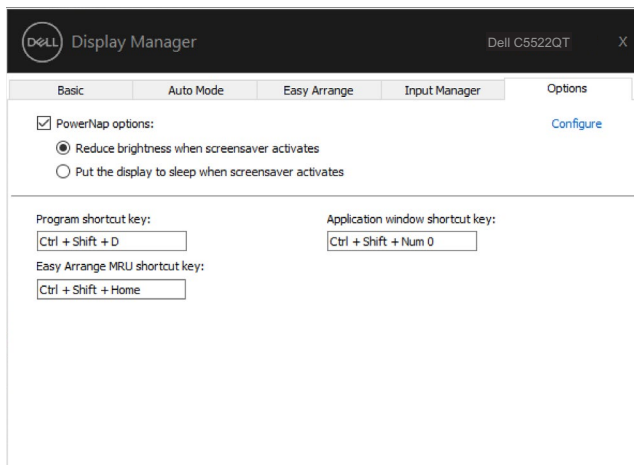 DELL Display Manager
Dell C5522QT X
Basic Auto Mode Easy Arrange Input Manager Options
PowerNap options: Configure
Reduce brightness when screensaver activates
Put the display to sleep when screensaver activates
Program shortcut key: Application window shortcut key:
Ctrl + Shift + D Ctrl + Shift + Num 0
Easy Arrange MRU shortcut key:
Ctrl + Shift + Home